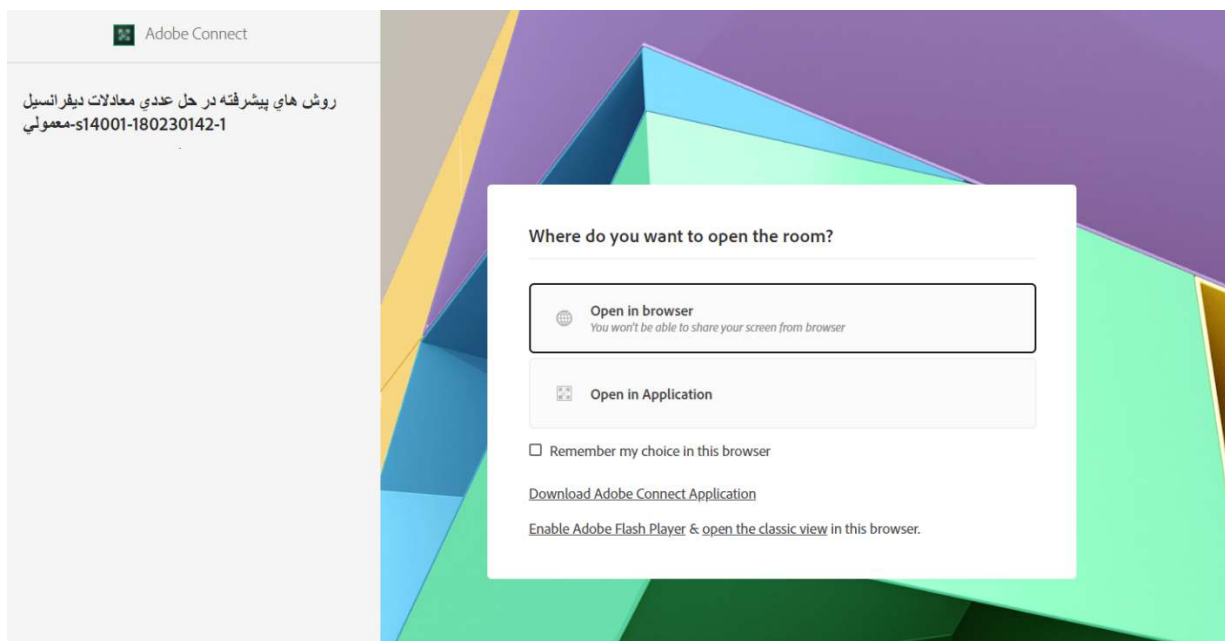 Adobe Connect
روش هاي پيشرفته در حل عددي معادلات ديفرانسيل
معمولي-s14001-180230142-1
Where do you want to open the room?
Open in browser
You won't be able to share your screen from browser
Open in Application
Remember my choice in this browser
Download Adobe Connect Application
Enable Adobe Flash Player & open the classic view in this browser.